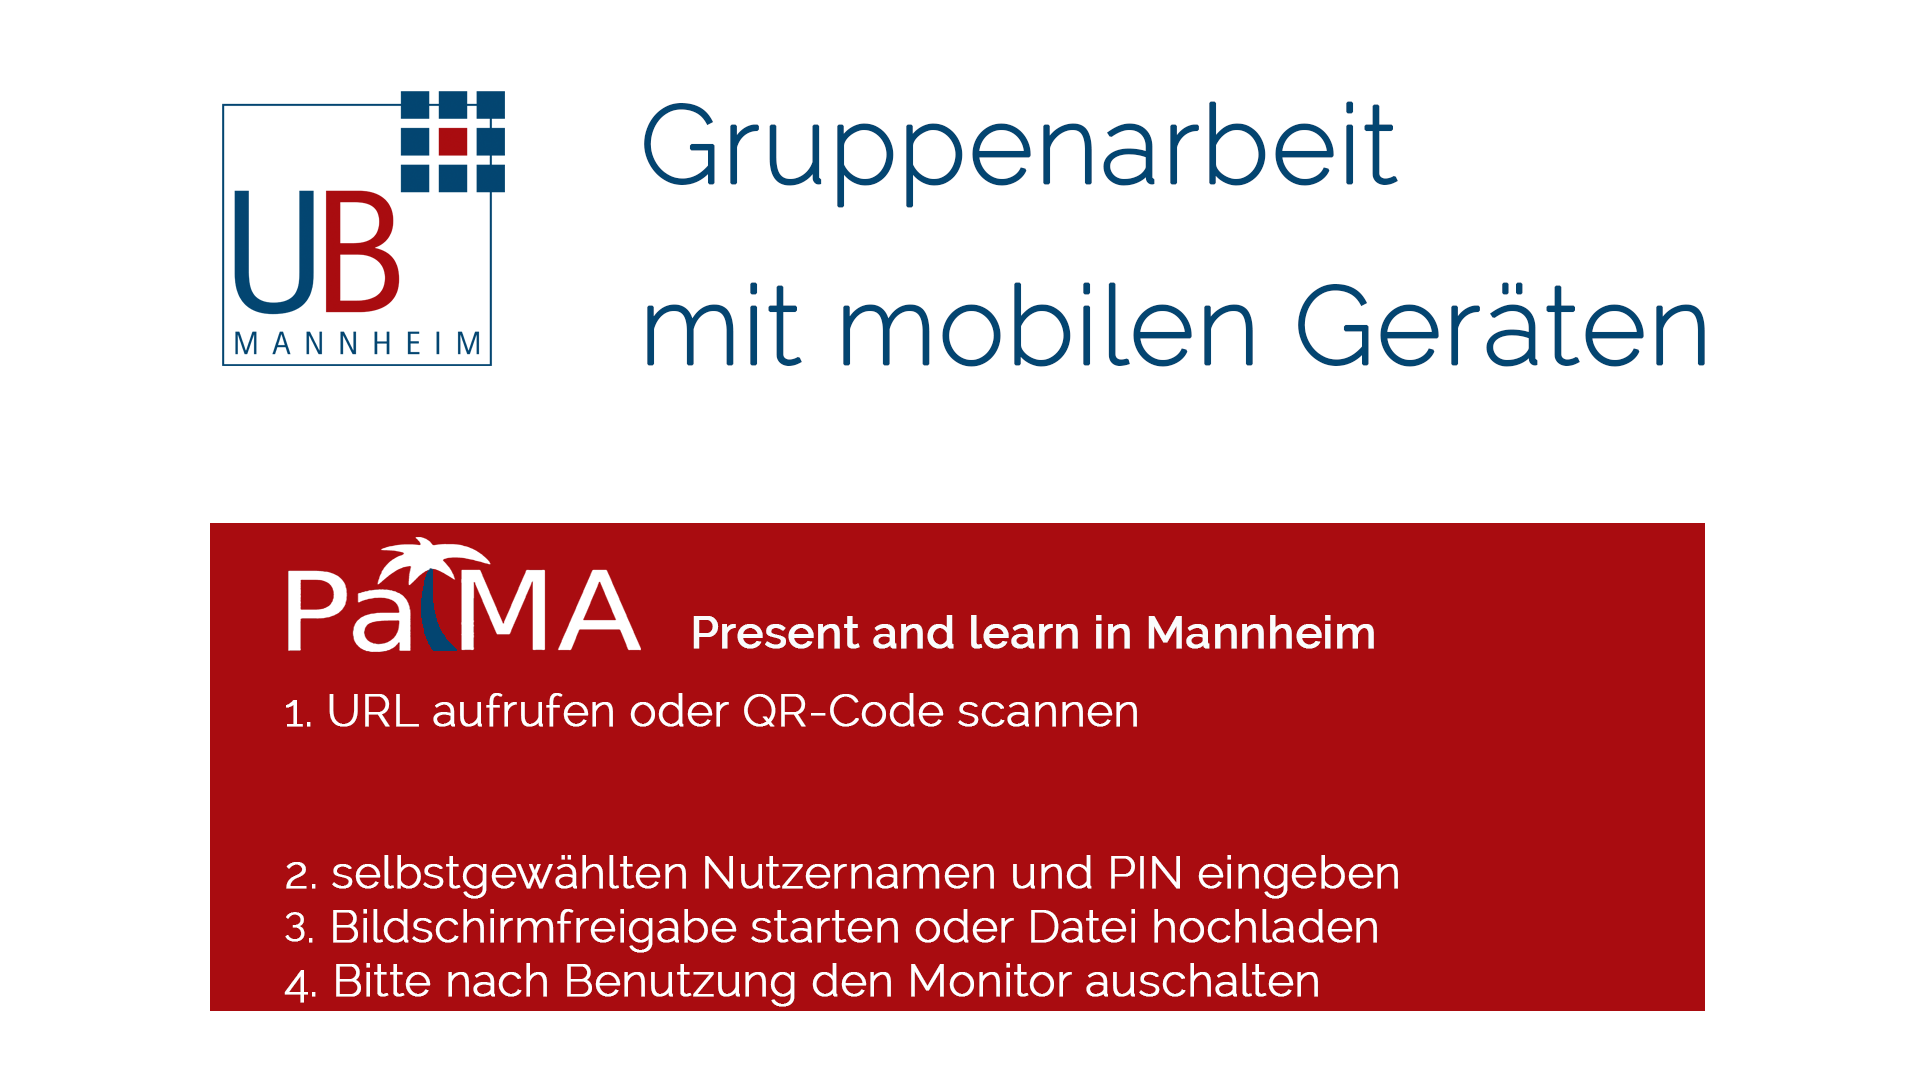 UB
MANNHEIM
Gruppenarbeit
mit mobilen Geräten
PalMA Present and learn in Mannheim
1. URL aufrufen oder QR-Code scannen
2. selbstgewählten Nutzernamen und PIN eingeben
3. Bildschirmfreigabe starten oder Datei hochladen
4. Bitte nach Benutzung den Monitor auschalten